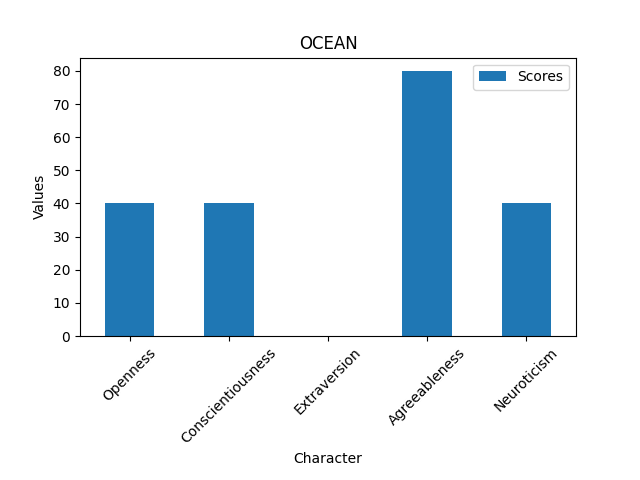 OCEAN
Scores
Values
80
70
60
50
40
30
20
10
0
Openness
Conscientiousness
Extraversion
Agreeableness
Neuroticism
Character